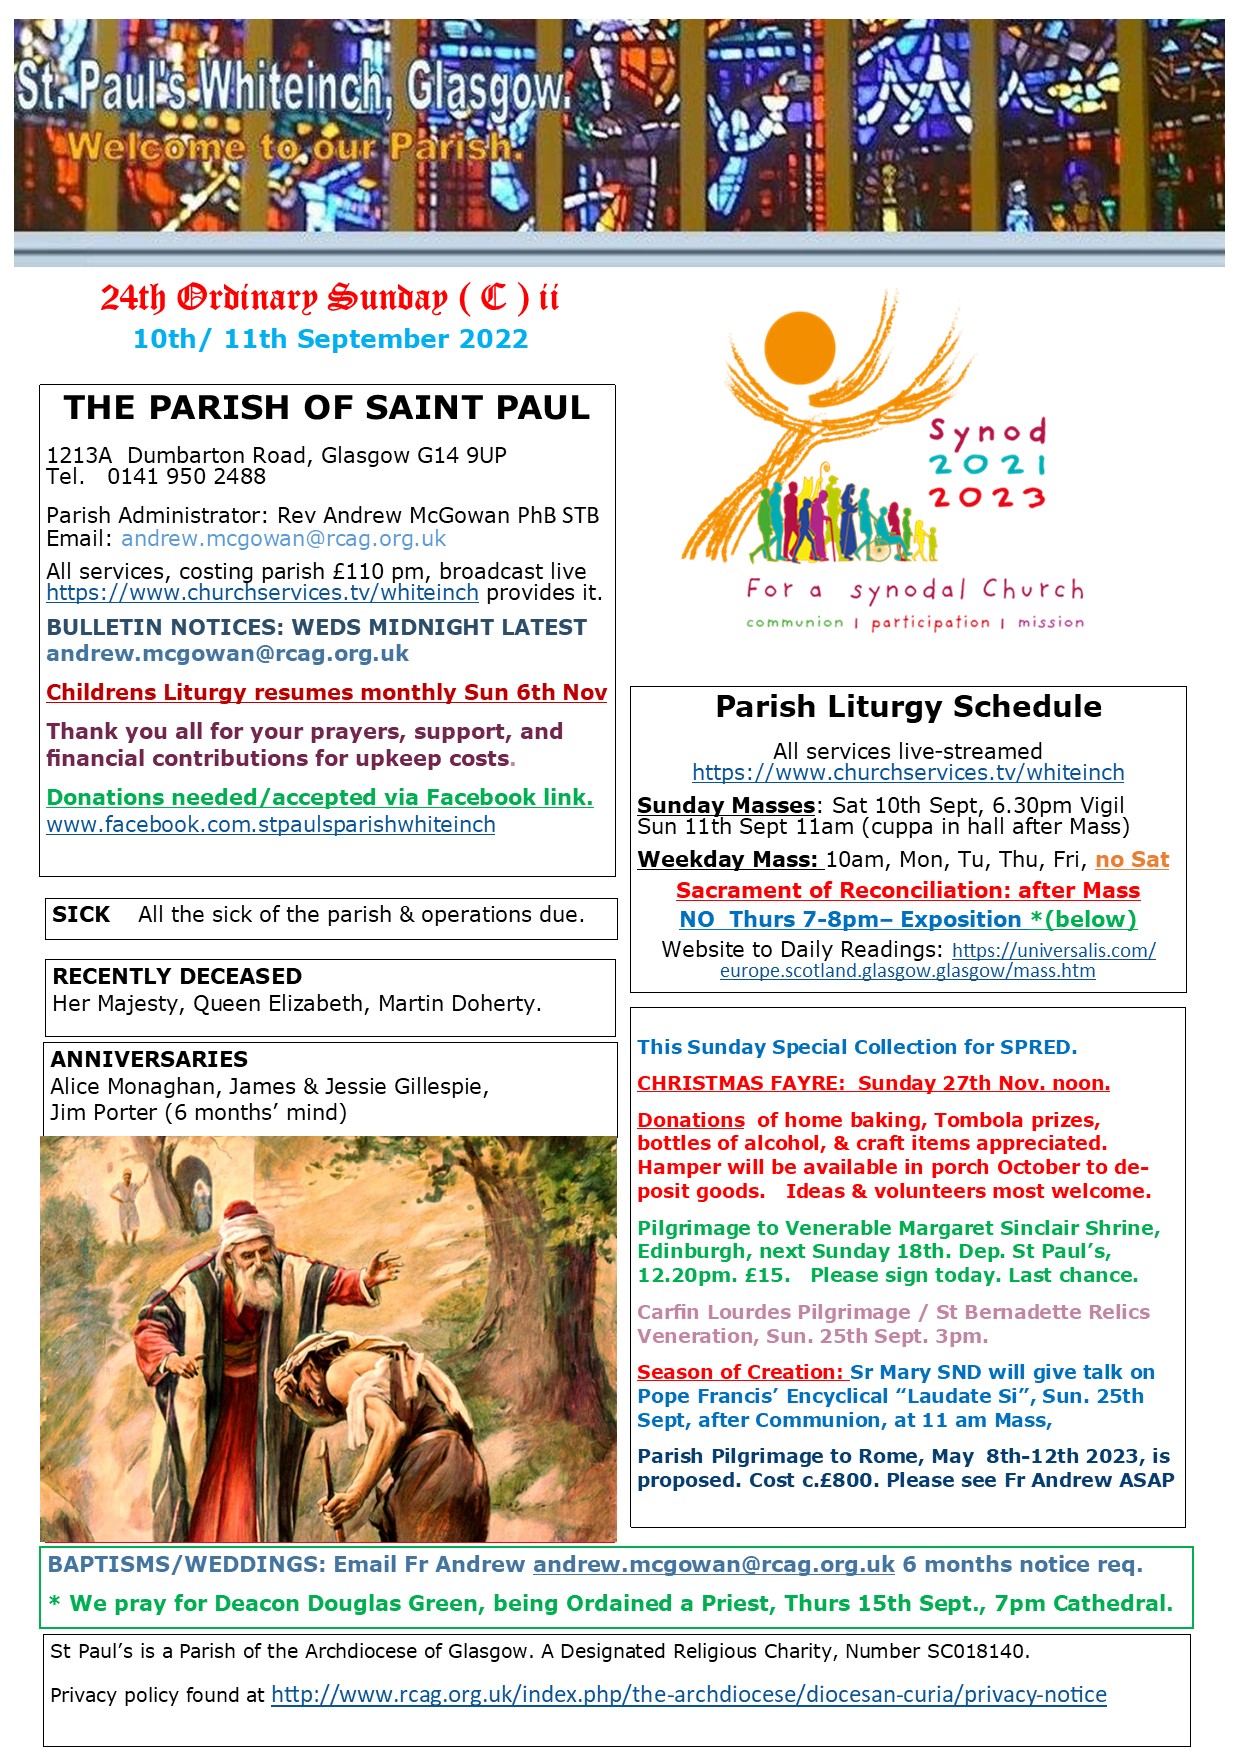 St. Paul's Whiteinch, Glasgow.
Welcome to our Parish.
24th Ordinary Sunday ( C ) ii
10th/ 11th September 2022
THE PARISH OF SAINT PAUL
1213A Dumbarton Road, Glasgow G14 9UP
Tel. 0141 950 2488
Parish Administrator: Rev Andrew McGowan PhB STB
Email: andrew.mcgowan@rcag.org.uk
All services, costing parish £110 pm, broadcast live
https://www.churchservices.tv/whiteinch provides it.
BULLETIN NOTICES: WEDS MIDNIGHT LATEST
andrew.mcgowan@rcag.org.uk
Childrens Liturgy resumes monthly Sun 6th Nov
Thank you all for your prayers, support, and
financial contributions for upkeep costs.
Donations needed/accepted via Facebook link.
www.facebook.com.stpaulsparishwhiteinch
SICK All the sick of the parish & operations due.
RECENTLY DECEASED
Her Majesty, Queen Elizabeth, Martin Doherty.
ANNIVERSARIES
Alice Monaghan, James & Jessie Gillespie,
Jim Porter (6 months’ mind)
Synod
2021
2023
For a synodal Church
communion | participation | mission
Parish Liturgy Schedule
All services live-streamed
https://www.churchservices.tv/whiteinch
Sunday Masses: Sat 10th Sept, 6.30pm Vigil
Sun 11th Sept 11am (cuppa in hall after Mass)
Weekday Mass: 10am, Mon, Tu, Thu, Fri, no Sat
Sacrament of Reconciliation: after Mass
NO Thurs 7-8pm– Exposition *(below)
Website to Daily Readings: https://universalis.com/
europe.scotland.glasgow.glasgow/mass.htm
This Sunday Special Collection for SPRED.
CHRISTMAS FAYRE: Sunday 27th Nov. noon.
Donations of home baking, Tombola prizes,
bottles of alcohol, & craft items appreciated.
Hamper will be available in porch October to de-
posit goods. Ideas & volunteers most welcome.
Pilgrimage to Venerable Margaret Sinclair Shrine,
Edinburgh, next Sunday 18th. Dep. St Paul’s,
12.20pm. £15. Please sign today. Last chance.
Carfin Lourdes Pilgrimage / St Bernadette Relics
Veneration, Sun. 25th Sept. 3pm.
Season of Creation: Sr Mary SND will give talk on
Pope Francis’ Encyclical “Laudate Si”, Sun. 25th
Sept, after Communion, at 11 am Mass,
Parish Pilgrimage to Rome, May 8th-12th 2023, is
proposed. Cost c.£800. Please see Fr Andrew ASAP
BAPTISMS/WEDDINGS: Email Fr Andrew andrew.mcgowan@rcag.org.uk 6 months notice req.
* We pray for Deacon Douglas Green, being Ordained a Priest, Thurs 15th Sept., 7pm Cathedral.
St Paul’s is a Parish of the Archdiocese of Glasgow. A Designated Religious Charity, Number SC018140.
Privacy policy found at http://www.rcag.org.uk/index.php/the-archdiocese/diocesan-curia/privacy-notice